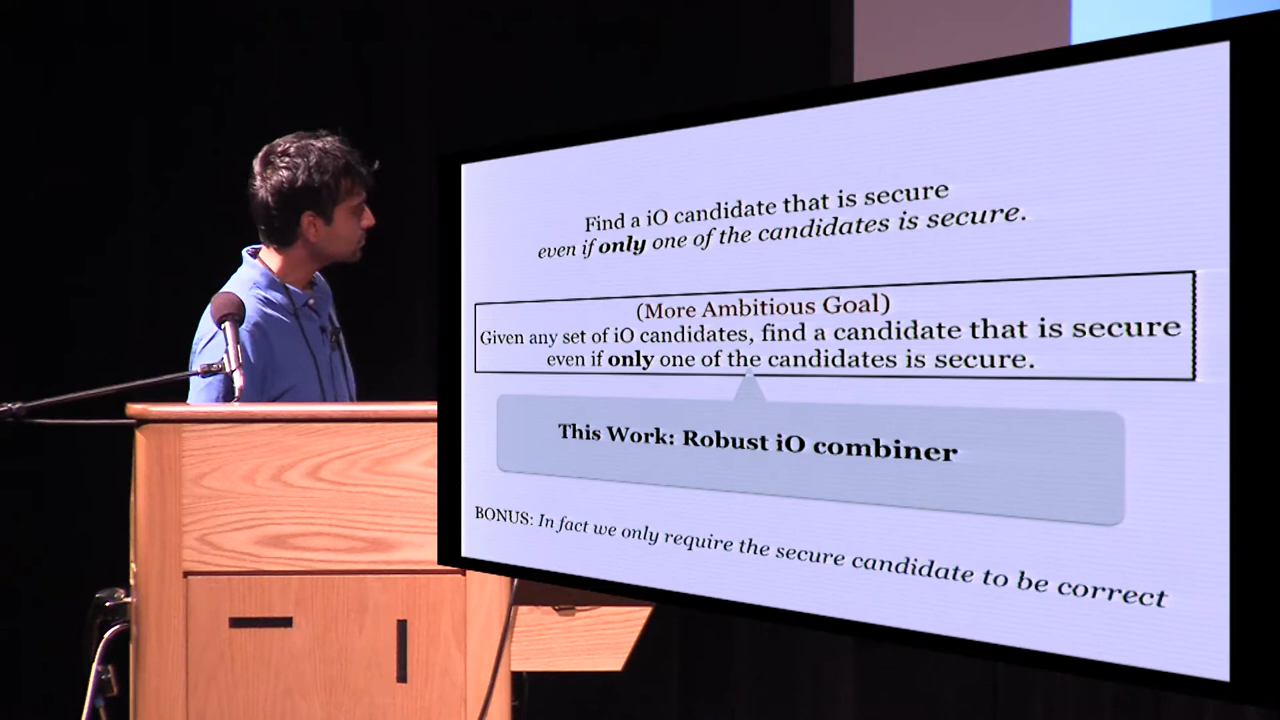 Find a iO candidate that is secure
even if only one of the candidates is secure.
(More Ambitious Goal)
Given any set of iO candidates, find a candidate that is secure
even if only one of the candidates is secure.
This Work: Robust iO combiner
BONUS: In fact we only require the secure candidate to be correct